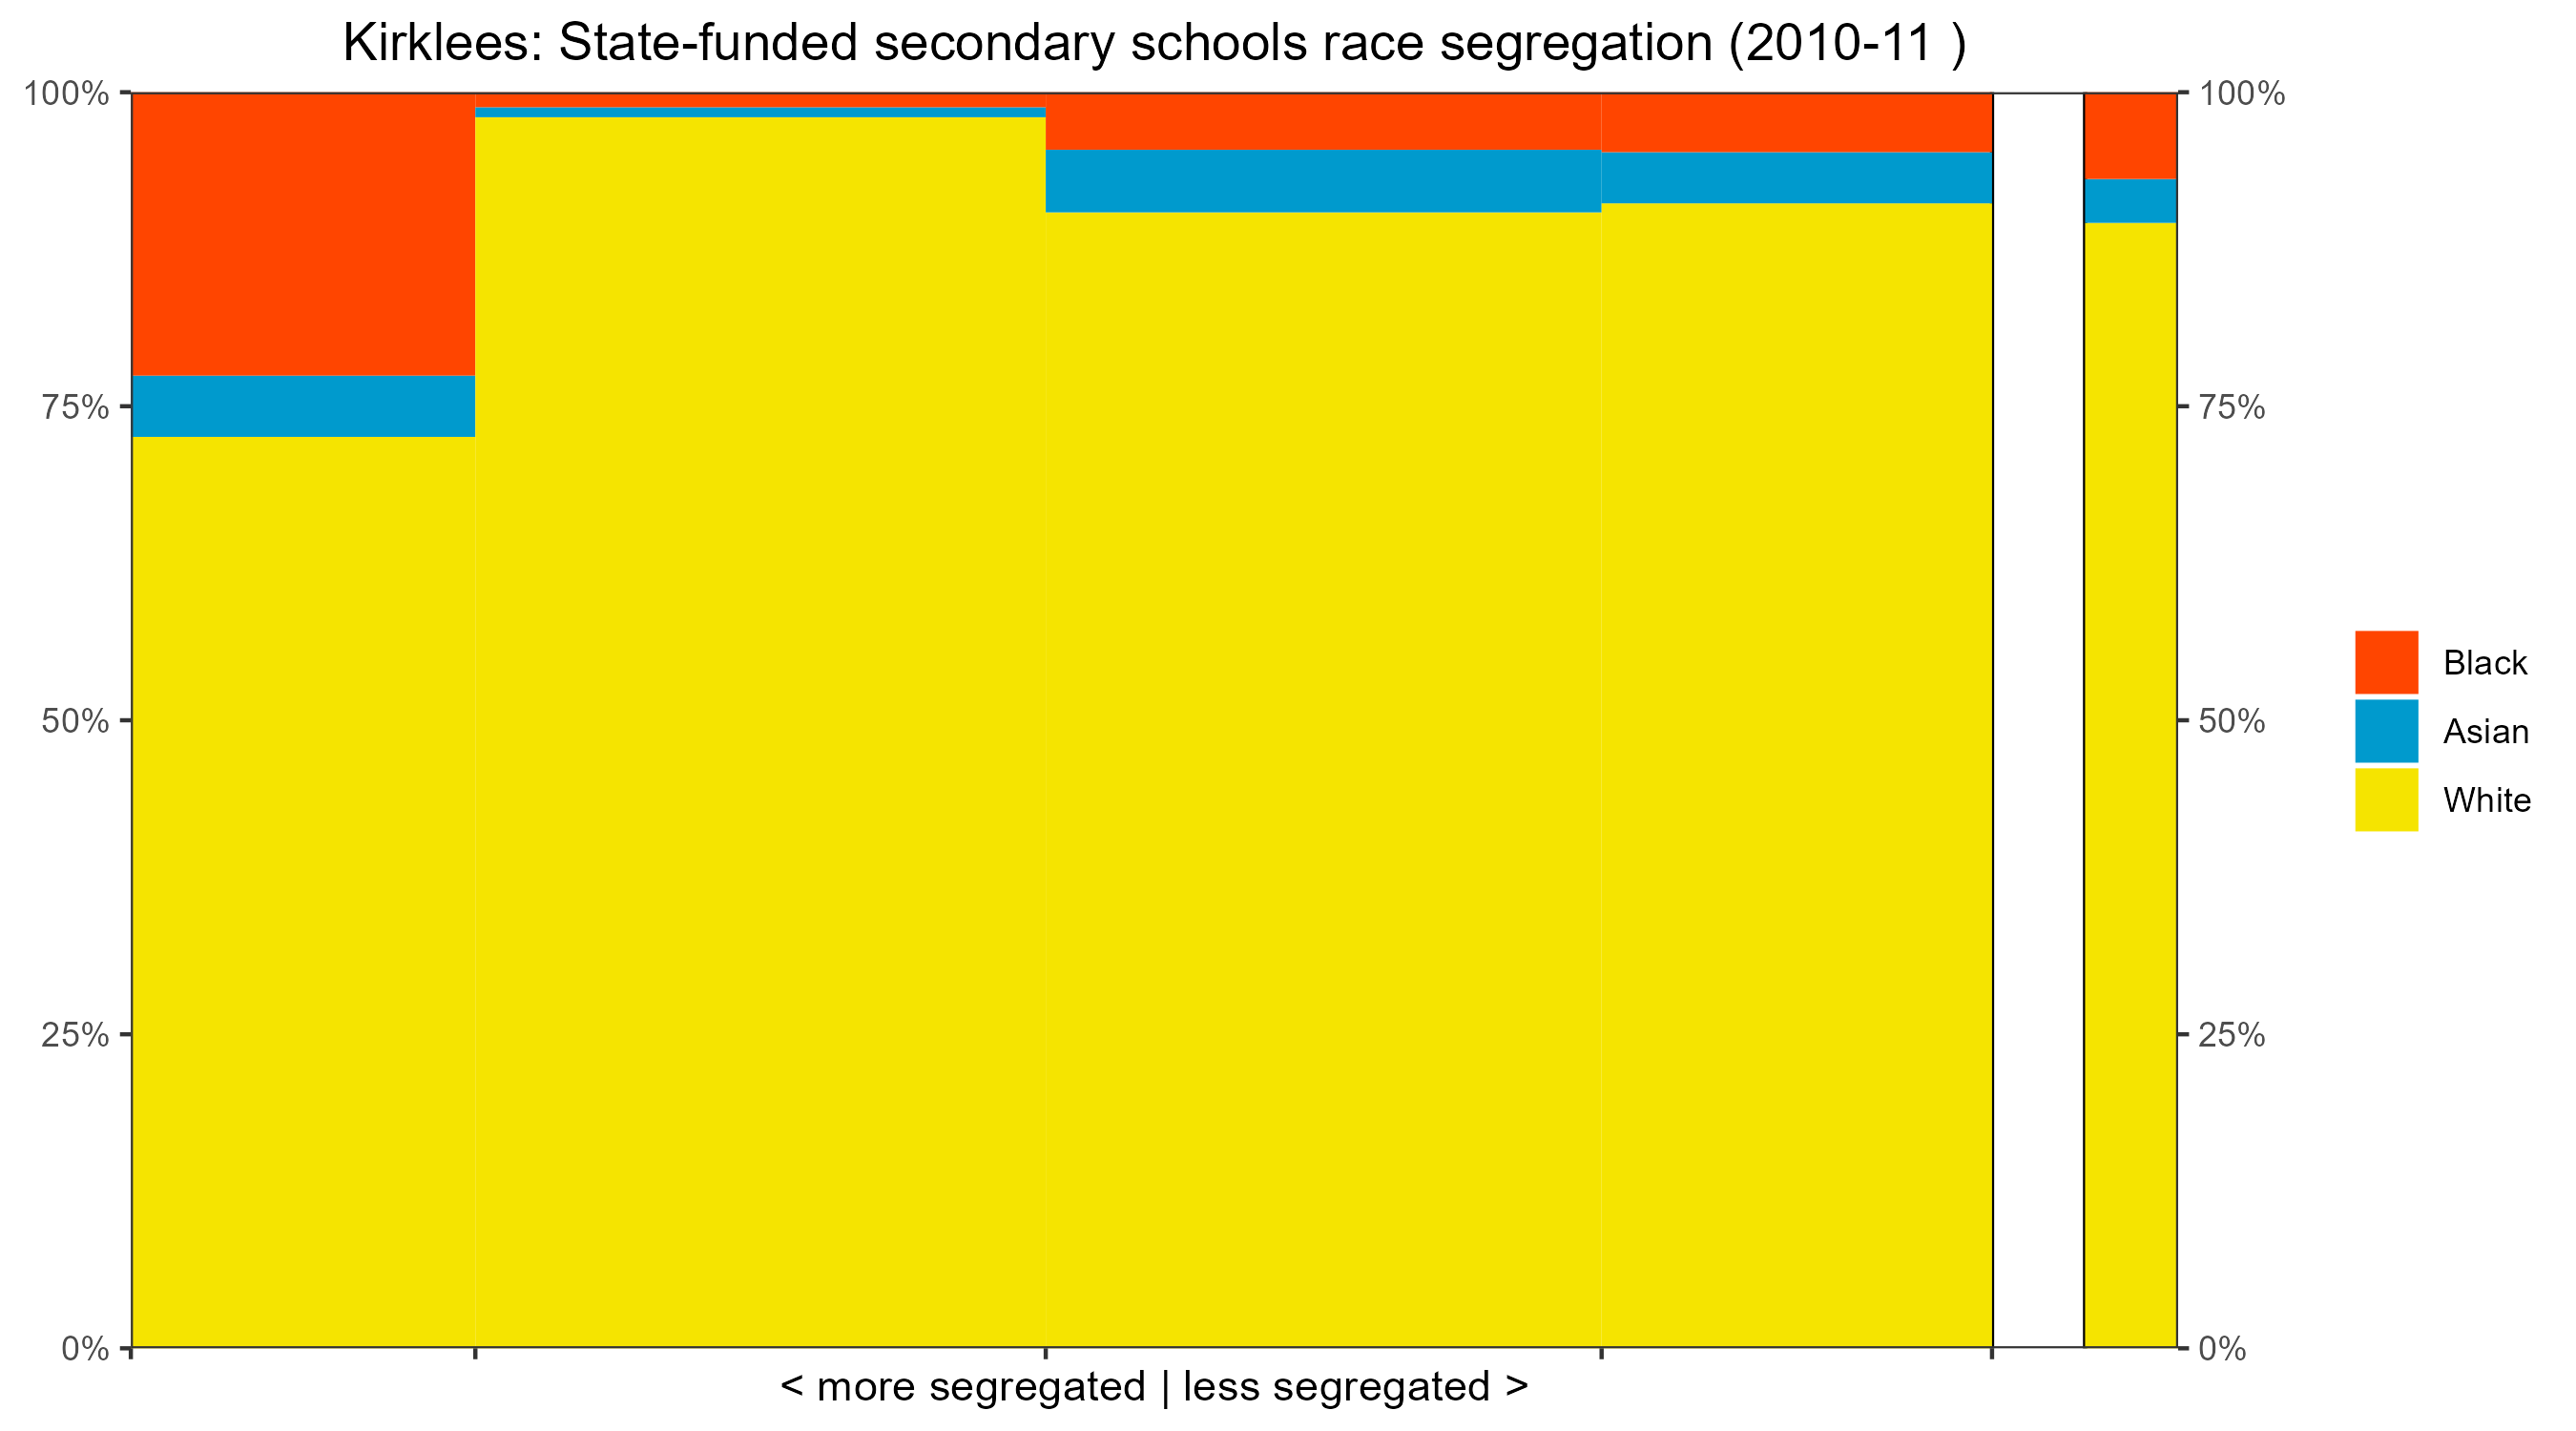 Kirklees: State-funded secondary schools race segregation (2010-11 )
100%
75%
50%
25%
0%
100%
75%
50%
25%
0%
< more segregated | less segregated >
Black
Asian
White